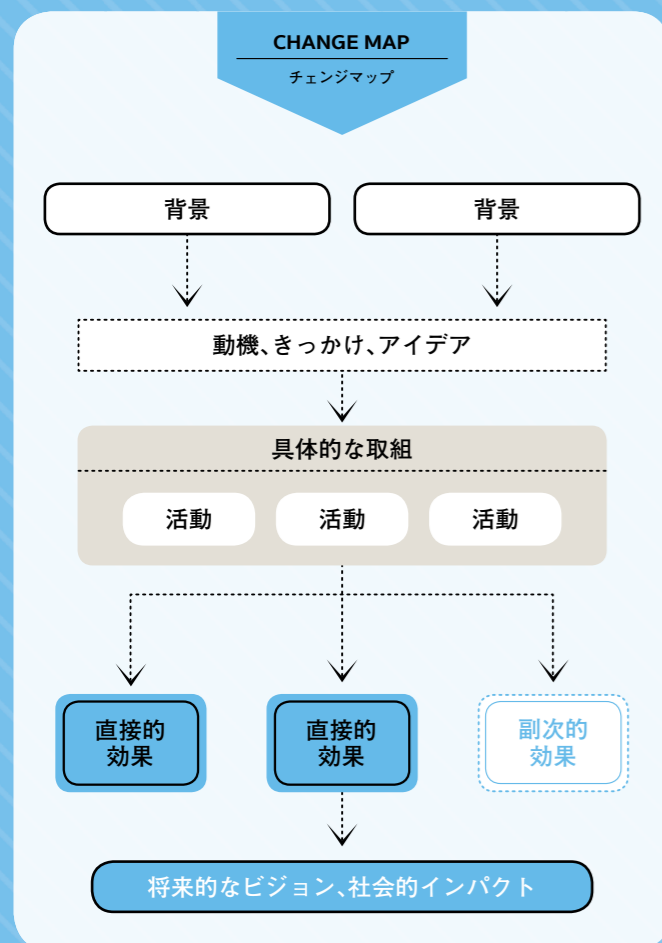 CHANGE MAP
チェンジマップ
背景
背景
動機、きっかけ、アイデア
具体的な取組
活動
活動
活動
直接的
効果
直接的
効果
副次的
効果
将来的なビジョン、社会的インパクト